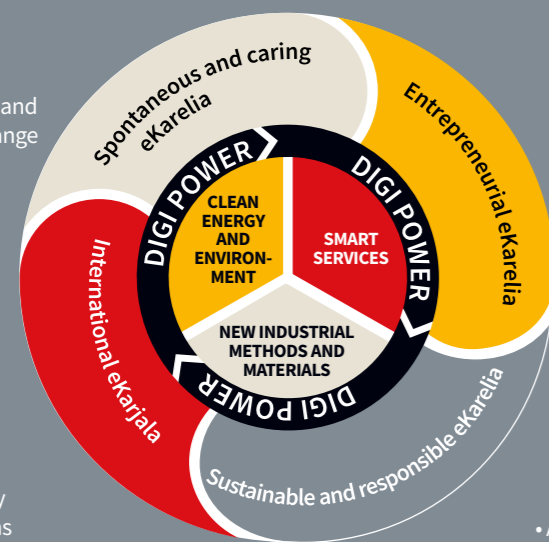 Spontaneous and caring
eKarelia
Entrepreneurial eKarelia
and
DIGI POWER
DIGI POWER
CLEAN
ENERGY
AND
ENVIRON-
MENT
SMART
SERVICES
International eKarjala
NEW INDUSTRIAL
METHODS AND
MATERIALS
DIGI POWER
Sustainable and responsible eKarelia